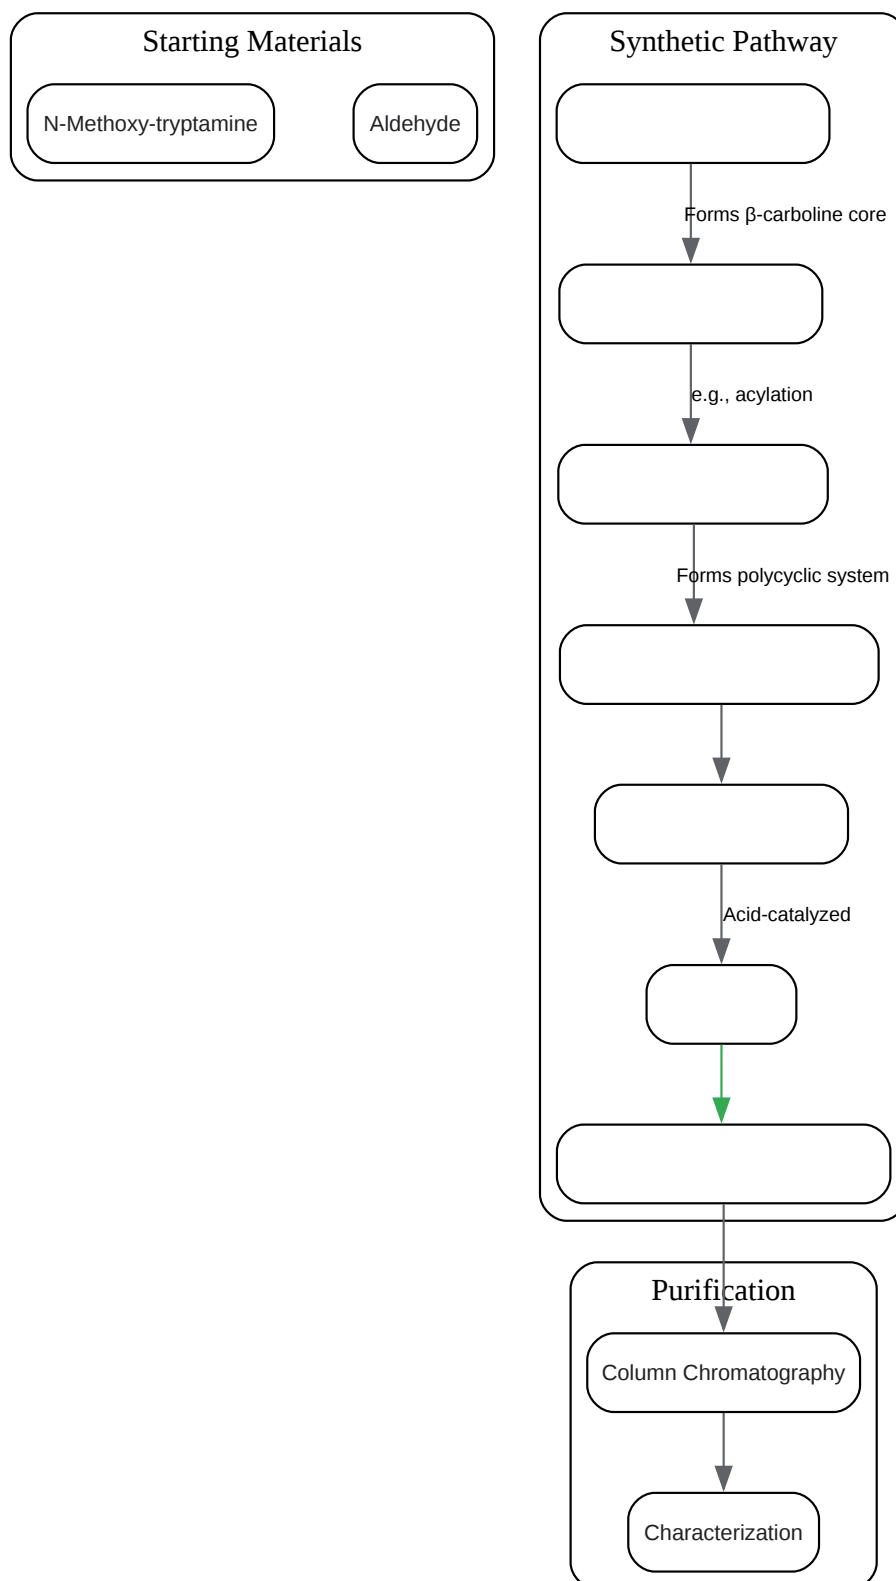 Starting Materials
N-Methoxy-tryptamine
Aldehyde
Synthetic Pathway
Forms β-carboline core
e.g., acylation
Forms polycyclic system
Acid-catalyzed
Purification
Column Chromatography
Characterization